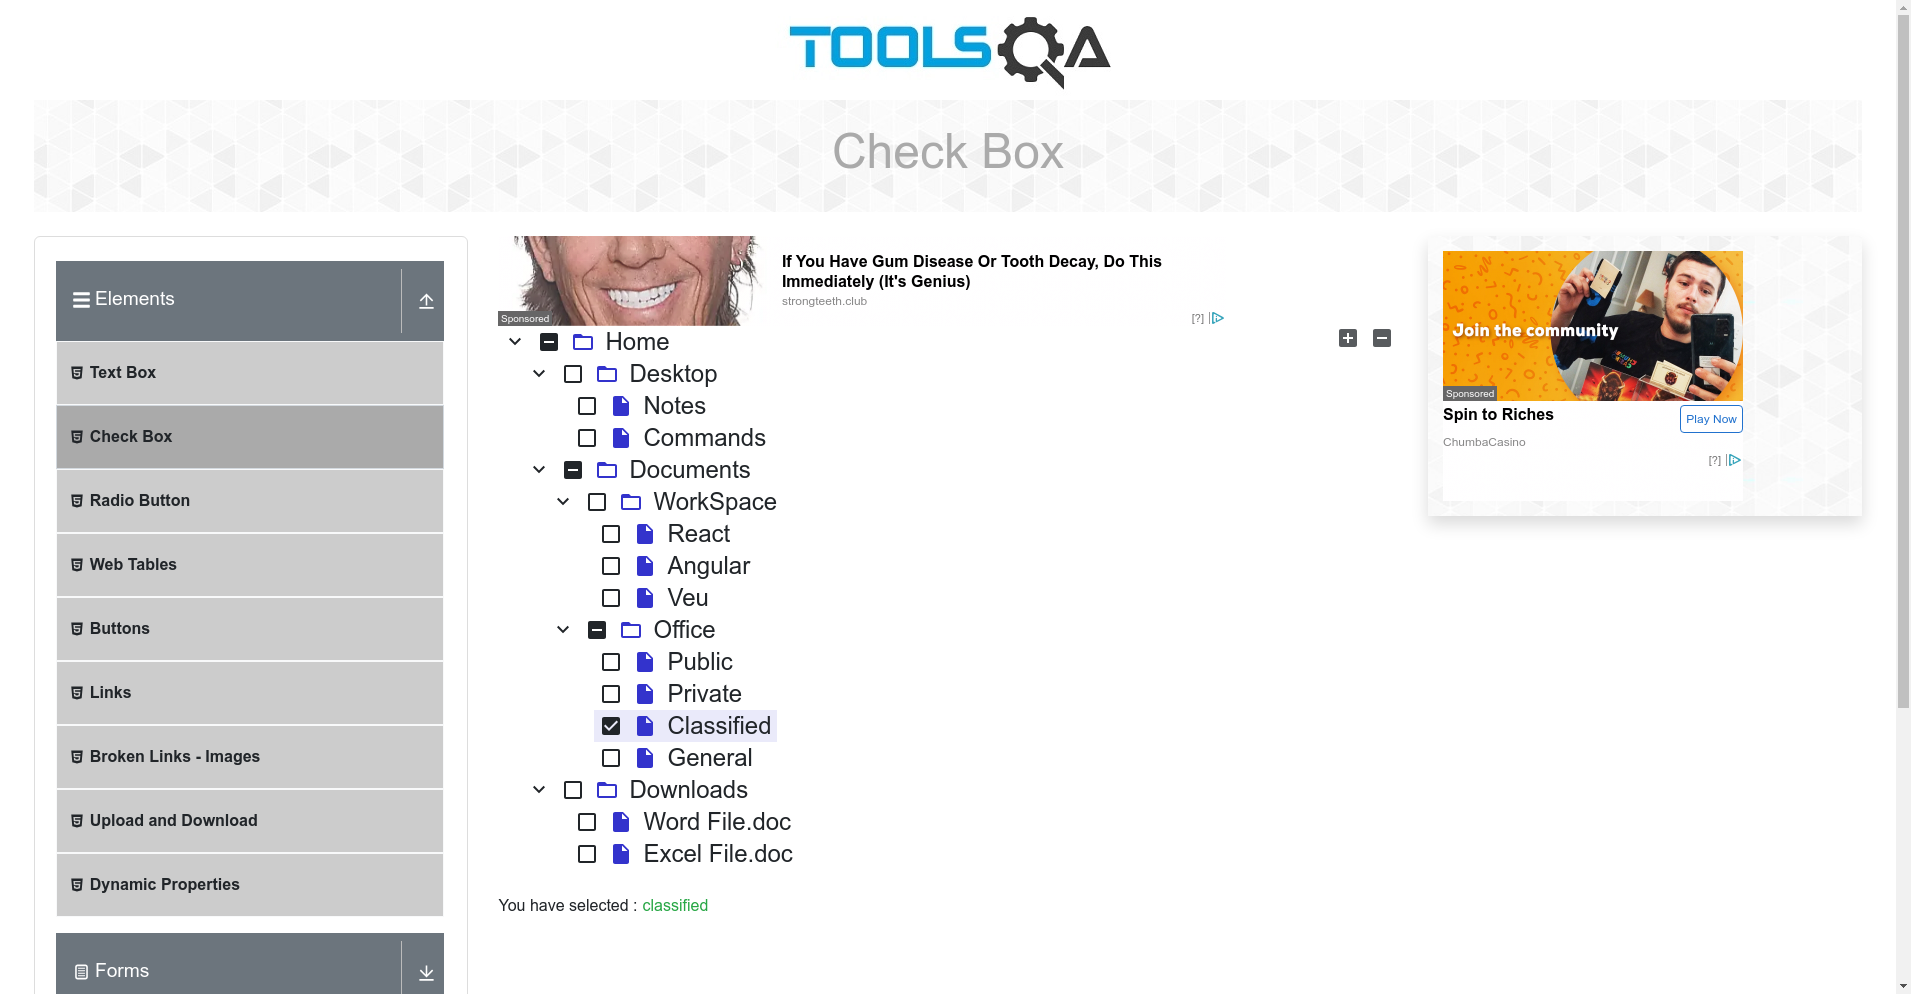 TOOLSQA
Check Box
Elements
Text Box
Check Box
Radio Button
Web Tables
Buttons
Links
Broken Links - Images
Upload and Download
Dynamic Properties
Forms
If You Have Gum Disease Or Tooth Decay, Do This
Immediately (It's Genius)
strongteeth.club
Sponsored
[?]
Home
Desktop
Notes
Commands
Documents
WorkSpace
React
Angular
Veu
Office
Public
Private
Classified
General
Downloads
Word File.doc
Excel File.doc
You have selected : classified
Join the community
Sponsored
Spin to Riches
Play Now
ChumbaCasino
[?]